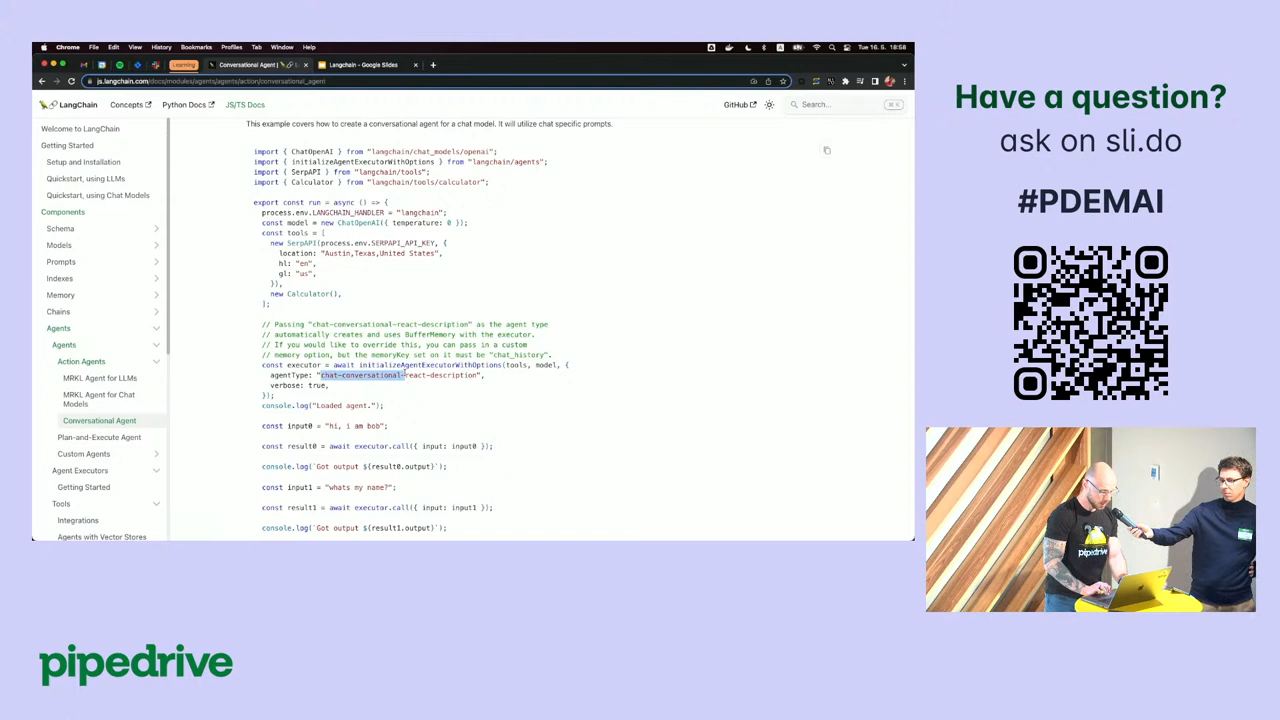 Chrome File Edit View History Bookmarks Profiles Tab Window Help
Tue 16. 5. 18:58
Learning
Conversational Agent |
Langchain - Google Slides
js.langchain.com/docs/modules/agents/agents/action/conversational_agent
LangChain Concepts Python Docs JS/TS Docs GitHub Search...
Welcome to LangChain
Getting Started
Setup and Installation
Quickstart, using LLMs
Quickstart, using Chat Models
Components
Schema
Models
Prompts
Indexes
Memory
Chains
Agents
Agents
Action Agents
MRKL Agent for LLMs
MRKL Agent for Chat
Models
Conversational Agent
Plan-and-Execute Agent
Custom Agents
Agent Executors
Getting Started
Tools
Integrations
Agents with Vector Stores
This example covers how to create a conversational agent for a chat model. It will utilize chat specific prompts.
import { ChatOpenAI } from "langchain/chat_models/openai";
import { initializeAgentExecutorWithOptions } from "langchain/agents";
import { SerpAPI } from "langchain/tools";
import { Calculator } from "langchain/tools/calculator";
export const run = async () => {
process.env.LANGCHAIN_HANDLER = "langchain";
const model = new ChatOpenAI({ temperature: 0 });
const tools = [
new SerpAPI(process.env.SERPAPI_API_KEY, {
location: "Austin,Texas,United States",
hl: "en",
gl: "us",
}),
new Calculator(),
];
// Passing "chat-conversational-react-description" as the agent type
// automatically creates and uses BufferMemory with the executor.
// If you would like to override this, you can pass in a custom
// memory option, but the memoryKey set on it must be "chat_history".
const executor = await initializeAgentExecutorWithOptions(tools, model, {
agentType: "chat-conversational-react-description",
verbose: true,
});
console.log("Loaded agent.");
const input0 = "hi, i am bob";
const result0 = await executor.call({ input: input0 });
console.log(`Got output ${result0.output}`);
const input1 = "whats my name?";
const result1 = await executor.call({ input: input1 });
console.log(`Got output ${result1.output}`);
Have a question?
ask on sli.do
#PDEMAI
pipedrive
pipedrive